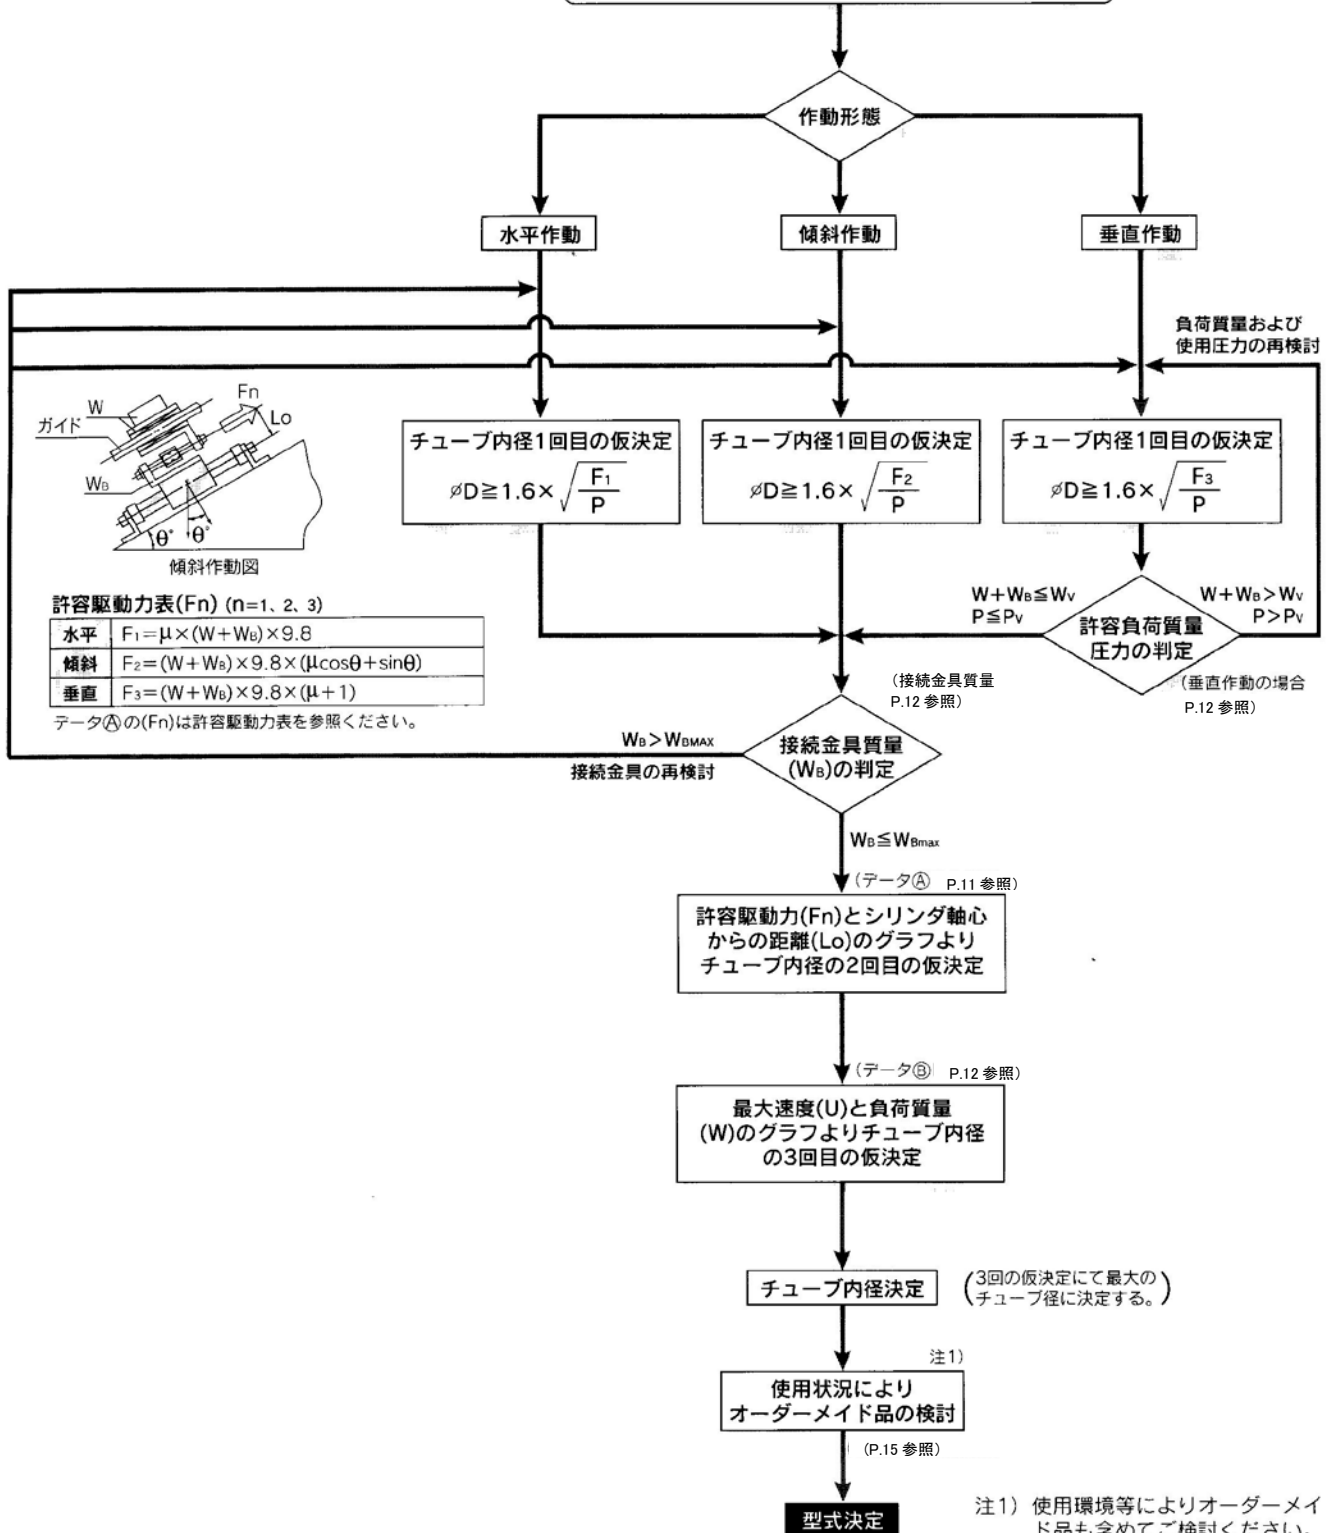 作動形態
水平作動
傾斜作動
垂直作動
負荷質量および
使用圧力の再検討
Fn
W
Lo
ガイド
WB
θ° θ°
傾斜作動図
チューブ内径1回目の仮決定
øD≧1.6×√F1/P
チューブ内径1回目の仮決定
øD≧1.6×√F2/P
チューブ内径1回目の仮決定
øD≧1.6×√F3/P
許容駆動力表(Fn) (n=1、2、3)
水平 F1=μ×(W+WB)×9.8
傾斜 F2=(W+WB)×9.8×(μcosθ+sinθ)
垂直 F3=(W+WB)×9.8×(μ+1)
データⒶの(Fn)は許容駆動力表を参照ください。
W+WB≦WV
P≦PV
W+WB>WV
P>PV
許容負荷質量
圧力の判定
(垂直作動の場合
P.12 参照)
(接続金具質量
P.12 参照)
接続金具質量
(WB)の判定
WB>WBMAX
接続金具の再検討
WB≦WBmax
(データⒶ P.11 参照)
許容駆動力(Fn)とシリンダ軸心
からの距離(Lo)のグラフより
チューブ内径の2回目の仮決定
(データⒷ P.12 参照)
最大速度(U)と負荷質量
(W)のグラフよりチューブ内径
の3回目の仮決定
チューブ内径決定
(3回の仮決定にて最大の
チューブ径に決定する。)
注1)
使用状況により
オーダーメイド品の検討
(P.15 参照)
型式決定
注1) 使用環境等によりオーダーメイ
ド品も含めてご検討ください。